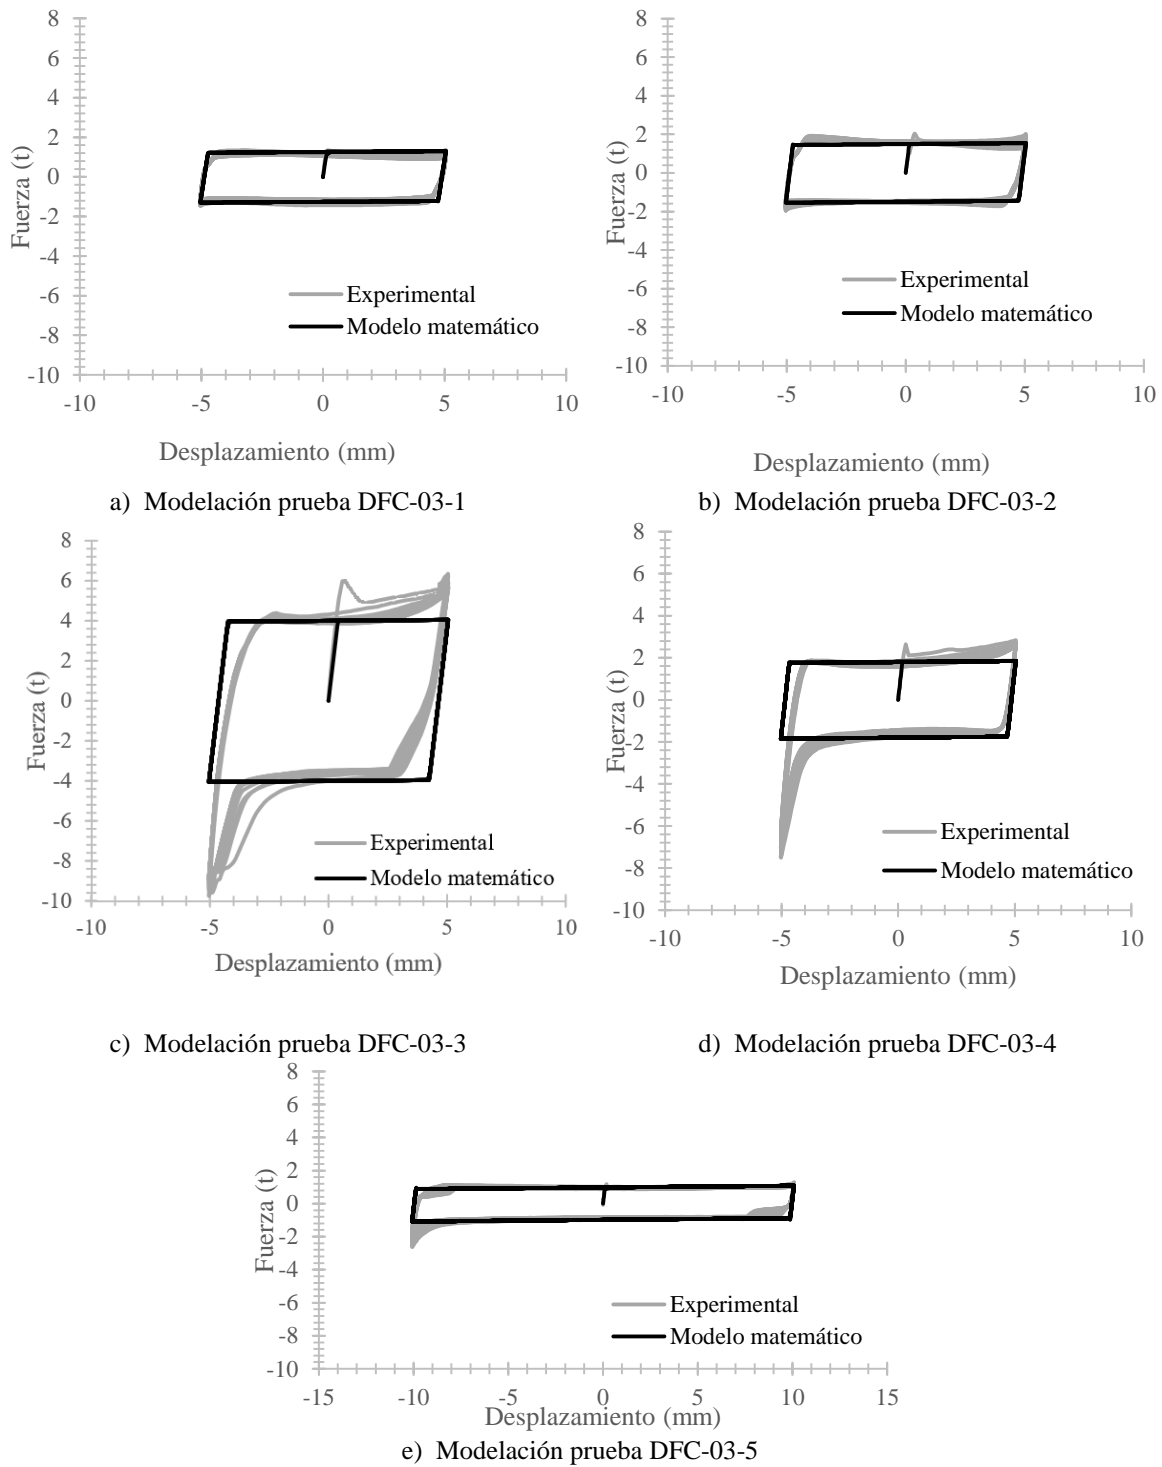 8
6
4
2
0
-2
-4
-6
-8
-10
Fuerza (t)
-10 -5 0 5 10
Desplazamiento (mm)
Experimental
Modelo matemático
a) Modelación prueba DFC-03-1
8
6
4
2
0
-2
-4
-6
-8
-10
Fuerza (t)
-10 -5 0 5 10
Desplazamiento (mm)
Experimental
Modelo matemático
b) Modelación prueba DFC-03-2
8
6
4
2
0
-2
-4
-6
-8
-10
Fuerza (t)
-10 -5 0 5 10
Desplazamiento (mm)
Experimental
Modelo matemático
c) Modelación prueba DFC-03-3
8
6
4
2
0
-2
-4
-6
-8
-10
Fuerza (t)
-10 -5 0 5 10
Desplazamiento (mm)
Experimental
Modelo matemático
d) Modelación prueba DFC-03-4
8
6
4
2
0
-2
-4
-6
-8
-10
Fuerza (t)
-15 -10 -5 0 5 10 15
Desplazamiento (mm)
Experimental
Modelo matemático
e) Modelación prueba DFC-03-5